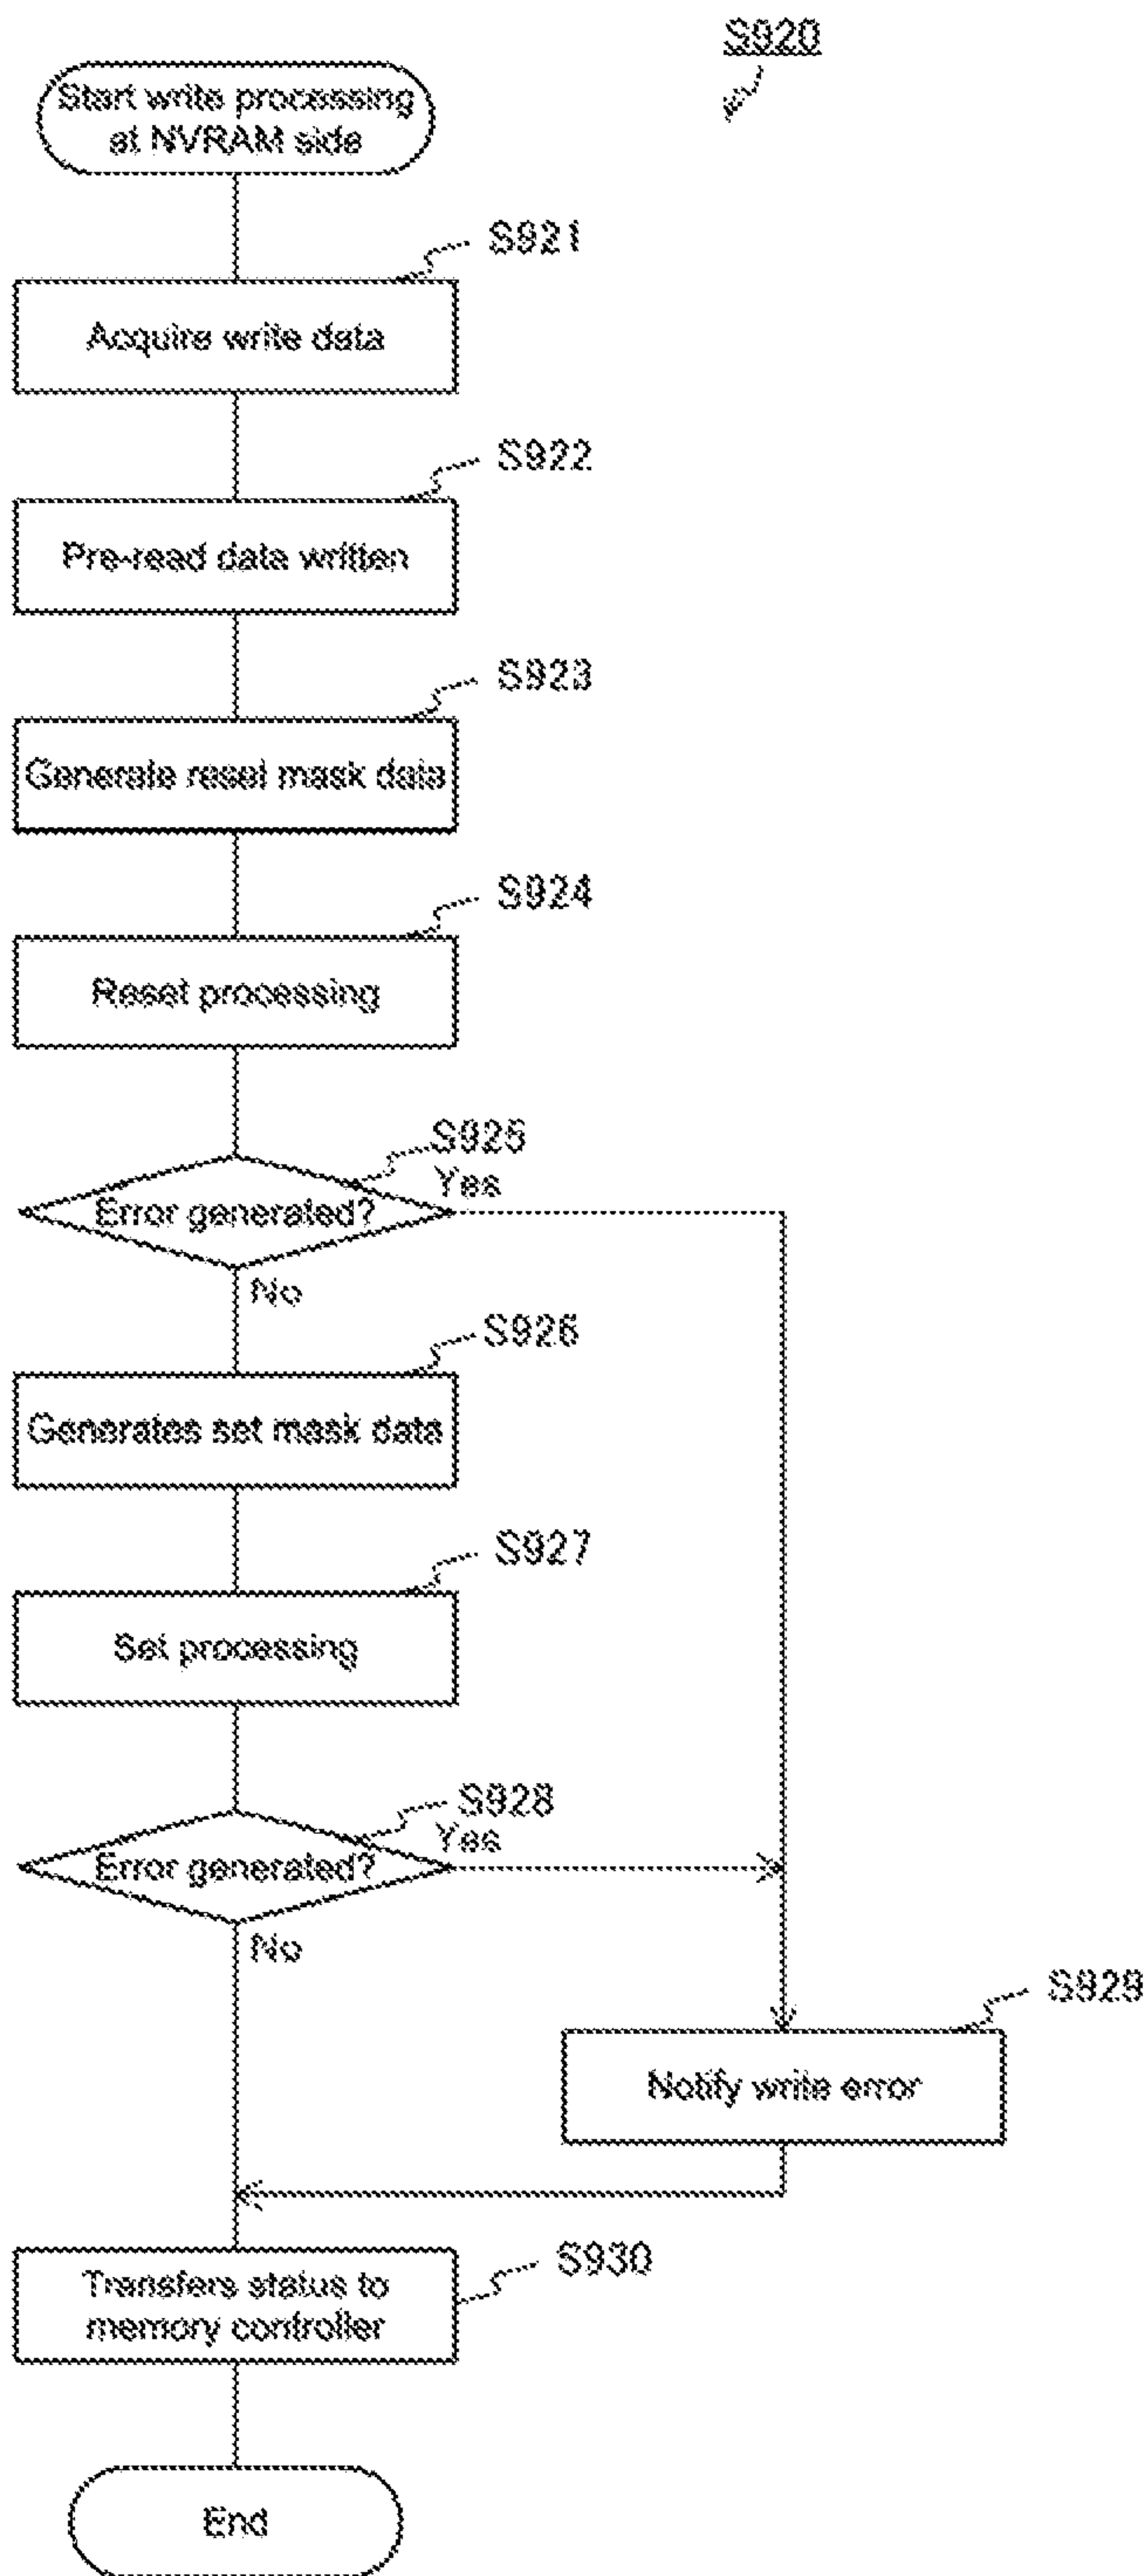 S920
Start write processing
at NVRAM side
S921
Acquire write data
S922
Pre-read data written
S923
Generate reset mask data
S924
Reset processing
S925
Yes
Error generated?
No
S926
Generates set mask data
S927
Set processing
S928
Yes
Error generated?
No
S929
Notify write error
S930
Transfers status to
memory controller
End